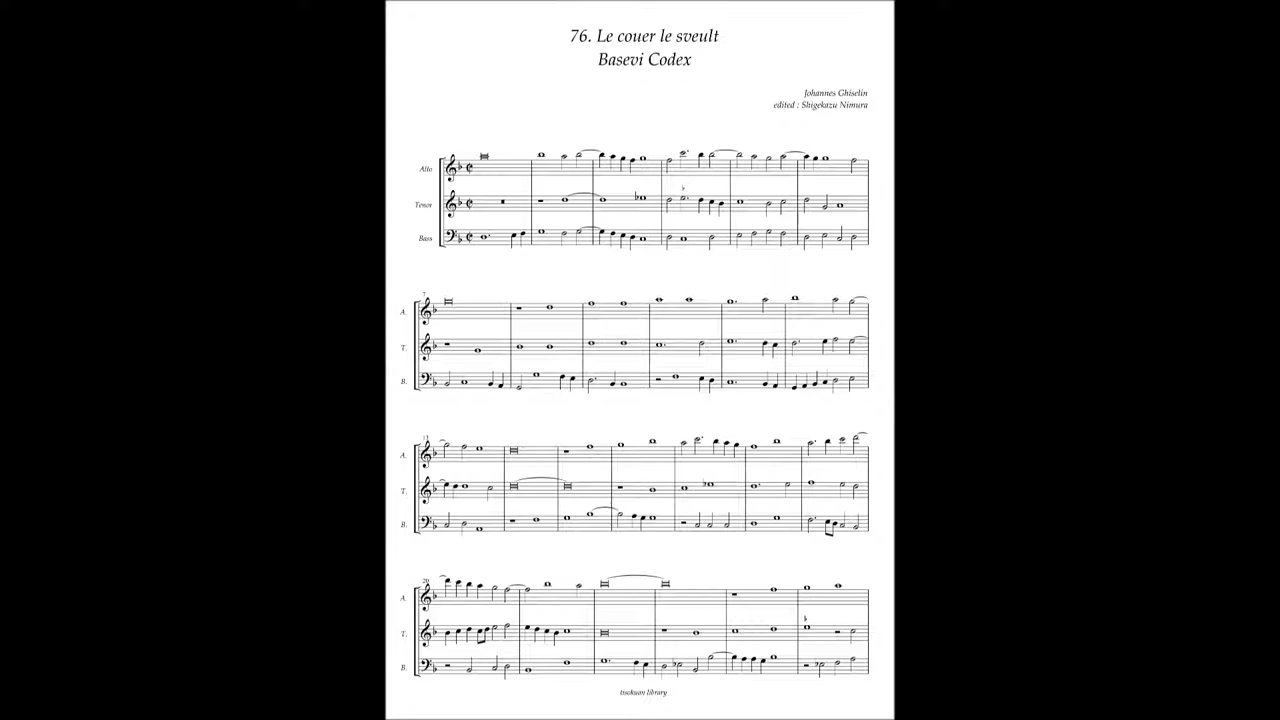 76. Le couer le sveult
Basevi Codex
Johannes Ghiselin
edited : Shigekazu Nimura
Alto
Tenor
Bass
7
A.
T.
B.
13
A.
T.
B.
20
A.
T.
B.
tisekuan library